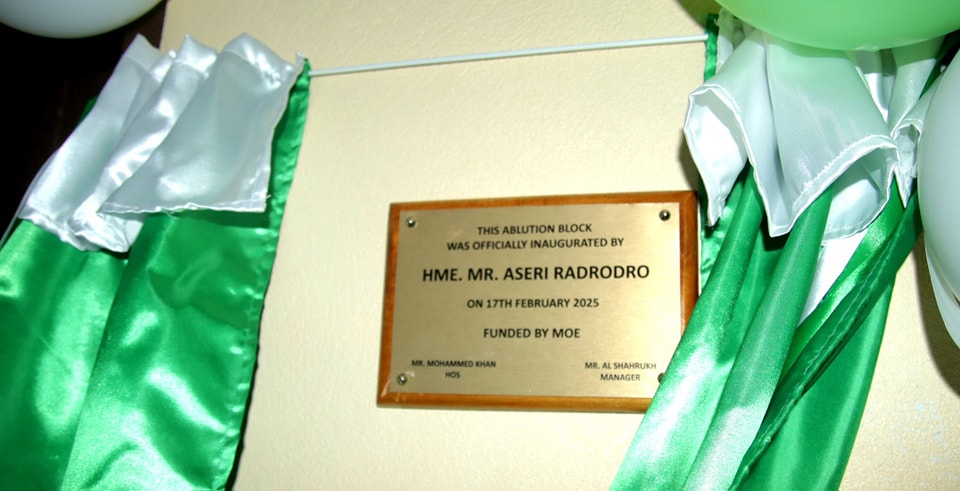 THIS ABLUTION BLOCK
WAS OFFICIALLY INAUGURATED BY
HME. MR. ASERI RADRODRO
ON 17TH FEBRUARY 2025
FUNDED BY MOE
MR. MOHAMMED KHAN
HOS
MR. AL SHAHRUKH
MANAGER